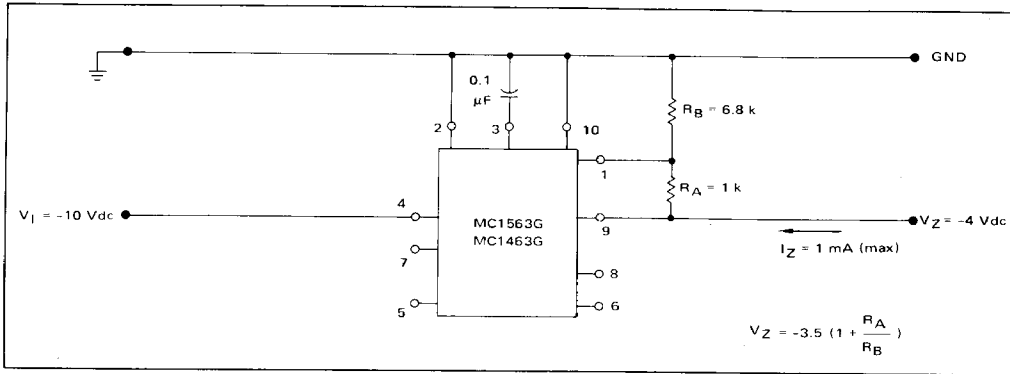 GND
0.1
µF
R_B = 6.8 k
2
3
10
1
R_A = 1 k
V_I = -10 Vdc
4
MC1563G
MC1463G
9
V_Z = -4 Vdc
I_Z = 1 mA (max)
7
8
5
6
V_Z = -3.5 (1 + R_A / R_B)